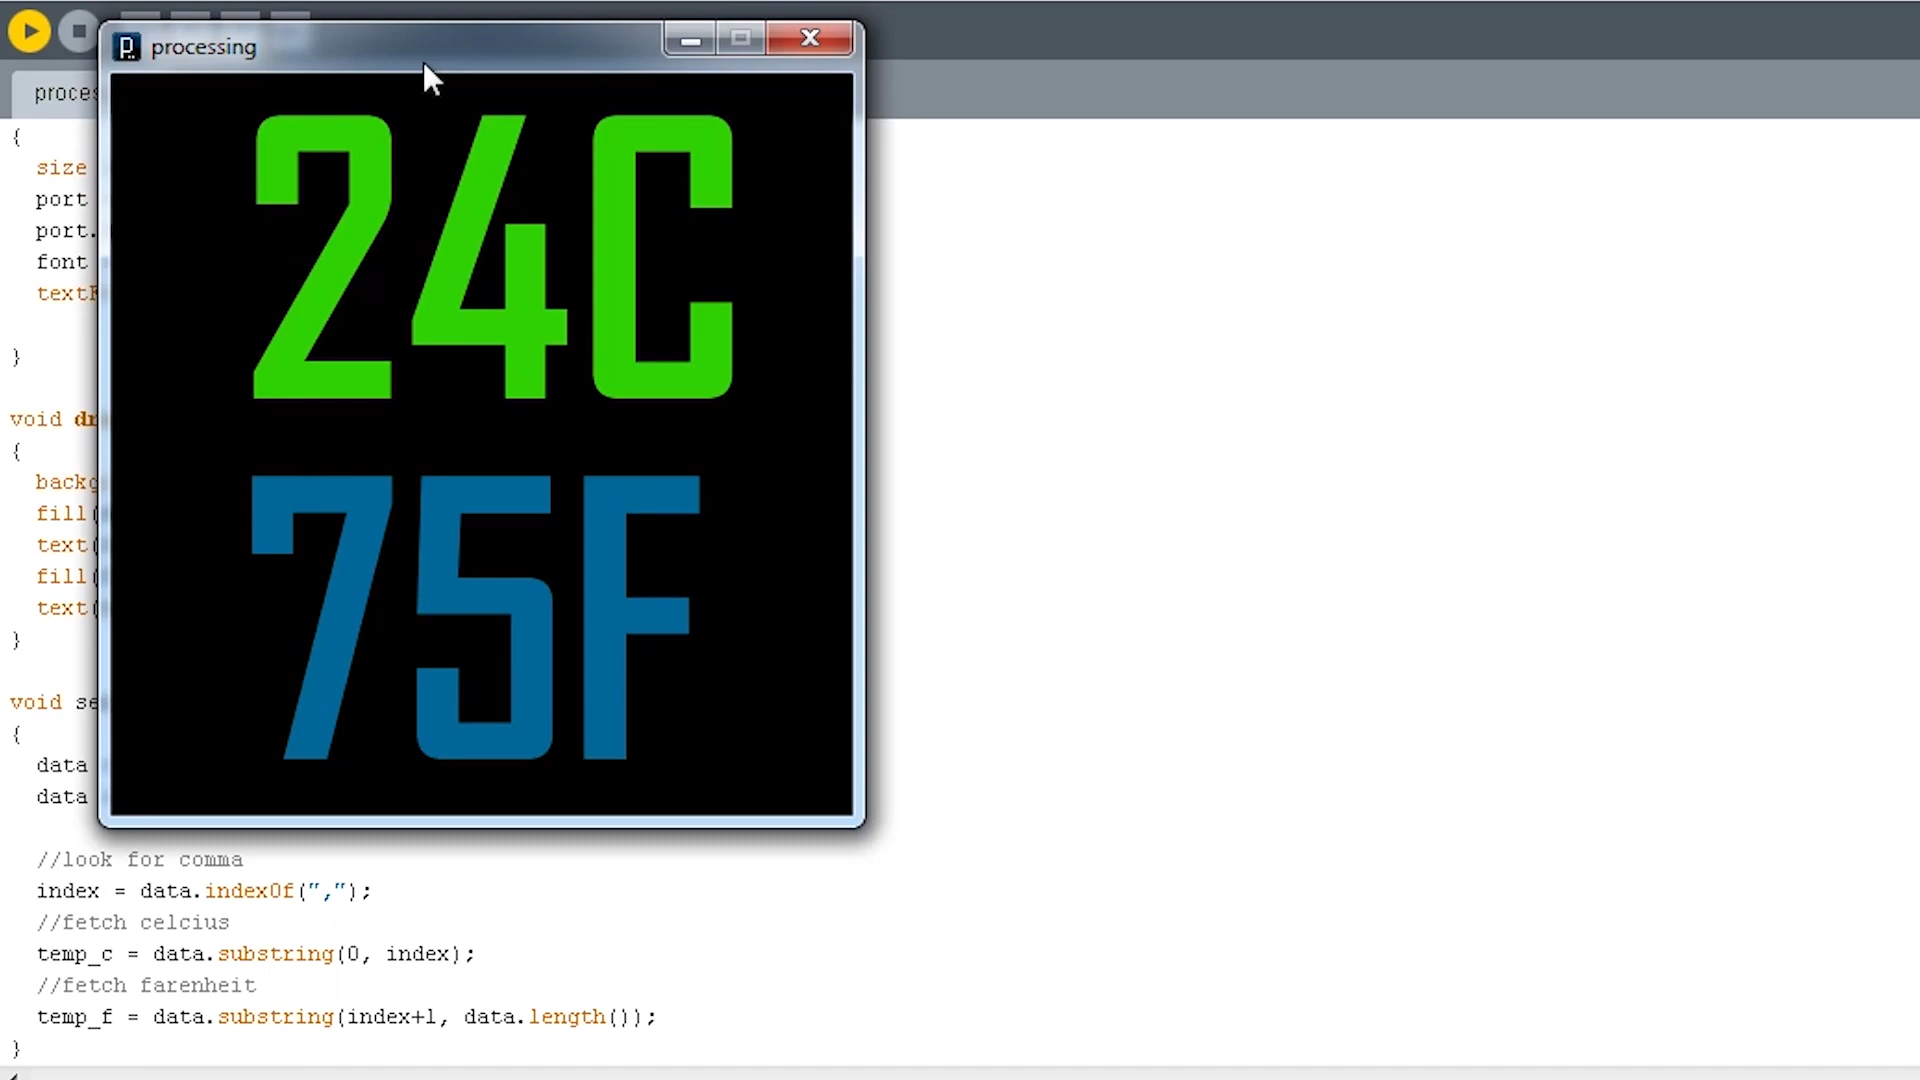 processing
24C
75F
proces
{
size
port
port.
font
}
void
{
fill(
text(
fill(
text(
}
void se
{
data
data
//look for comma
index = data.indexOf(",");
//fetch celcius
temp_c = data.substring(0, index);
//fetch farenheit
temp_f = data.substring(index+1, data.length());
}